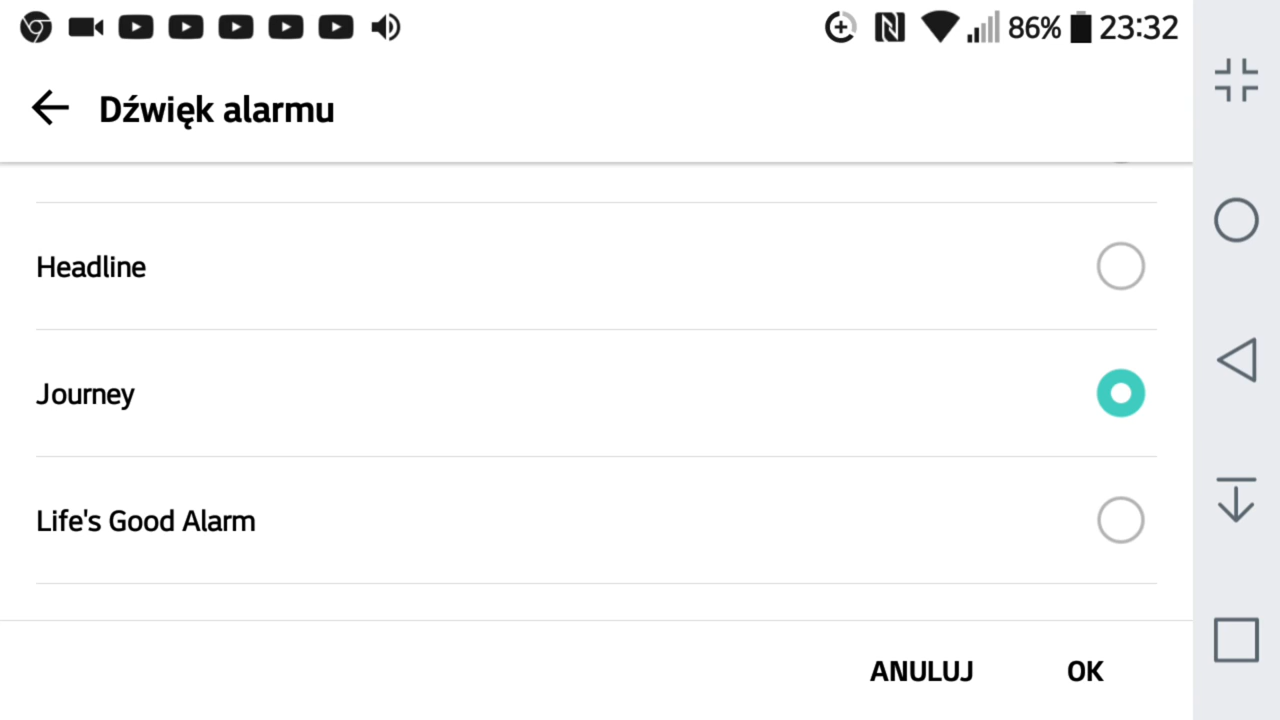 86% 23:32
Dźwięk alarmu
Headline
Journey
Life's Good Alarm
ANULUJ OK